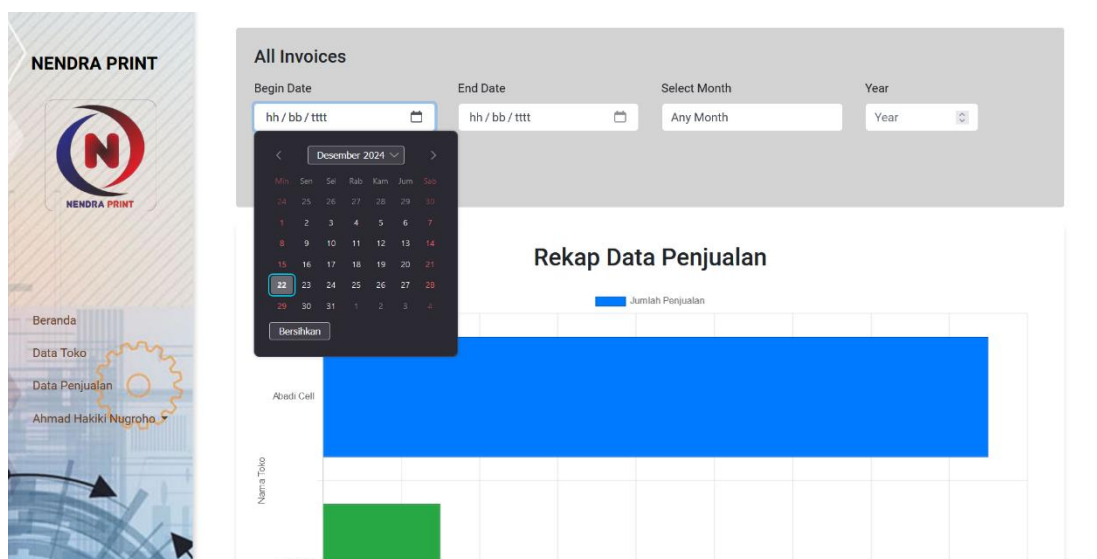 NENDRA PRINT
N
NENDRA PRINT
Beranda
Data Toko
Data Penjualan
Ahmad Hakiki Nugroho
All Invoices
Begin Date
End Date
Select Month
Year
hh / bb / tttt
hh / bb / tttt
Any Month
Year
Desember 2024
Min Sen Sel Rab Kam Jum Sab
24 25 26 27 28 29 30
1 2 3 4 5 6 7
8 9 10 11 12 13 14
15 16 17 18 19 20 21
22 23 24 25 26 27 28
29 30 31 1 2 3 4
Bersihkan
Rekap Data Penjualan
Jumlah Penjualan
Abadi Cell
Nama Toko